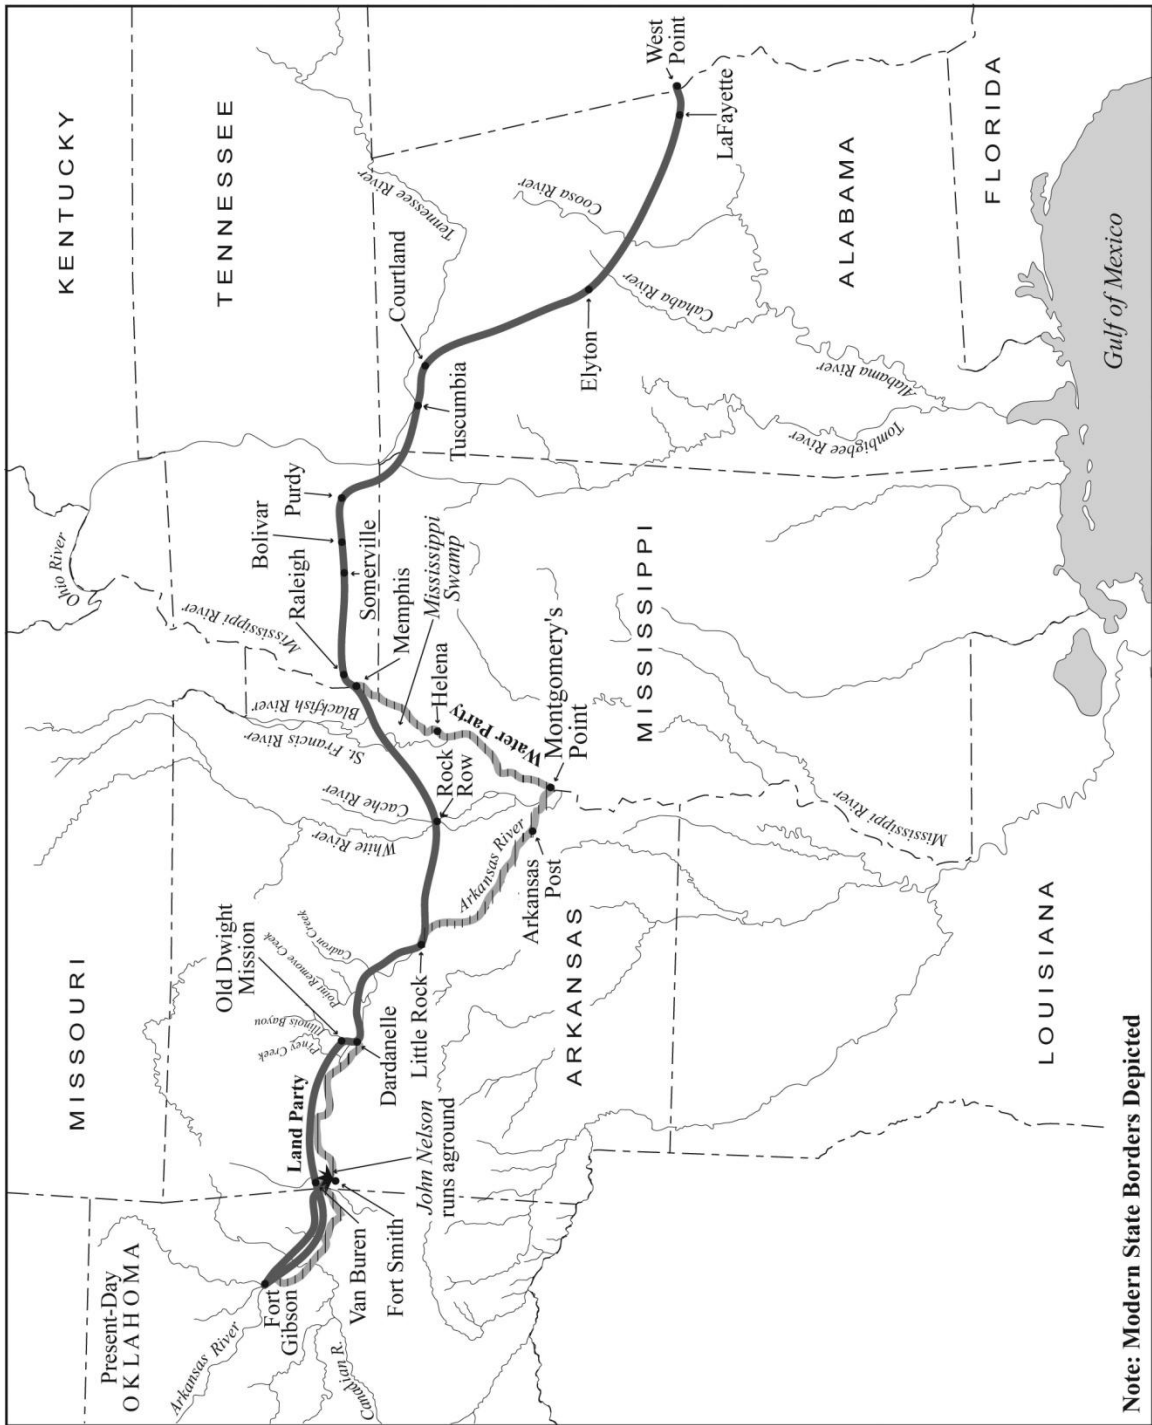 KENTUCKY
TENNESSEE
MISSOURI
Present-Day
OKLAHOMA
ARKANSAS
LOUISIANA
MISSISSIPPI
ALABAMA
FLORIDA
Gulf of Mexico
West
Point
LaFayette
Coosa River
Cahaba River
Tennessee River
Courtland
Elyton
Tuscumbia
Alabama River
Tombigbee River
Purdy
Bolivar
Somerville
Raleigh
Memphis
Mississippi
Swamp
Ohio River
Mississippi River
Blackfish River
St. Francis River
Helena
Water Party
Montgomery's
Point
Rock
Row
Cache River
White River
Arkansas River
Arkansas
Post
Mississippi River
Old Dwight
Mission
Cadron Creek
Point Remove Creek
Illinois Bayou
Piney Creek
Little Rock
Dardanelle
Land Party
John Nelson
runs aground
Fort Smith
Van Buren
Fort
Gibson
Arkansas River
Canadian R.
Note: Modern State Borders Depicted